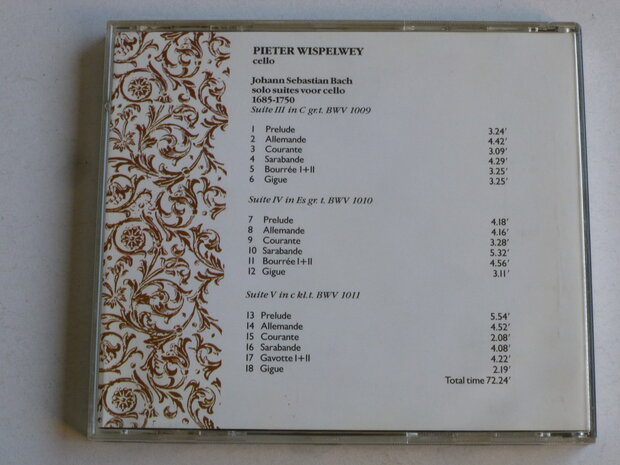 PIETER WISPELWEY
cello
Johann Sebastian Bach
solo suites voor cello
1685-1750
Suite III in C gr.t. BWV 1009
1 Prelude 3.24'
2 Allemande 4.42'
3 Courante 3.09'
4 Sarabande 4.29'
5 Bourrée I+II 3.25'
6 Gigue 3.25'
Suite IV in Es gr. t. BWV 1010
7 Prelude 4.18'
8 Allemande 4.16'
9 Courante 3.28'
10 Sarabande 5.32'
11 Bourrée I+II 4.56'
12 Gigue 3.11'
Suite V in c kl.t. BWV 1011
13 Prelude 5.54'
14 Allemande 4.52'
15 Courante 2.08'
16 Sarabande 4.08'
17 Gavotte I+II 4.22'
18 Gigue 2.19'
Total time 72.24'